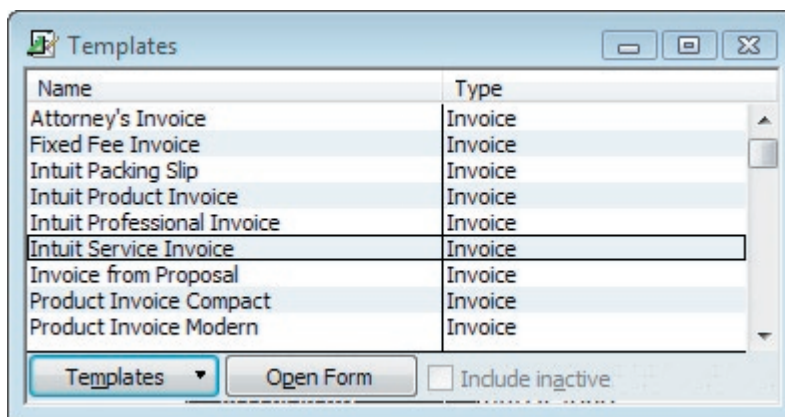 Templates
Name Type
Attorney's Invoice Invoice
Fixed Fee Invoice Invoice
Intuit Packing Slip Invoice
Intuit Product Invoice Invoice
Intuit Professional Invoice Invoice
Intuit Service Invoice Invoice
Invoice from Proposal Invoice
Product Invoice Compact Invoice
Product Invoice Modern Invoice
Templates Open Form Include inactive